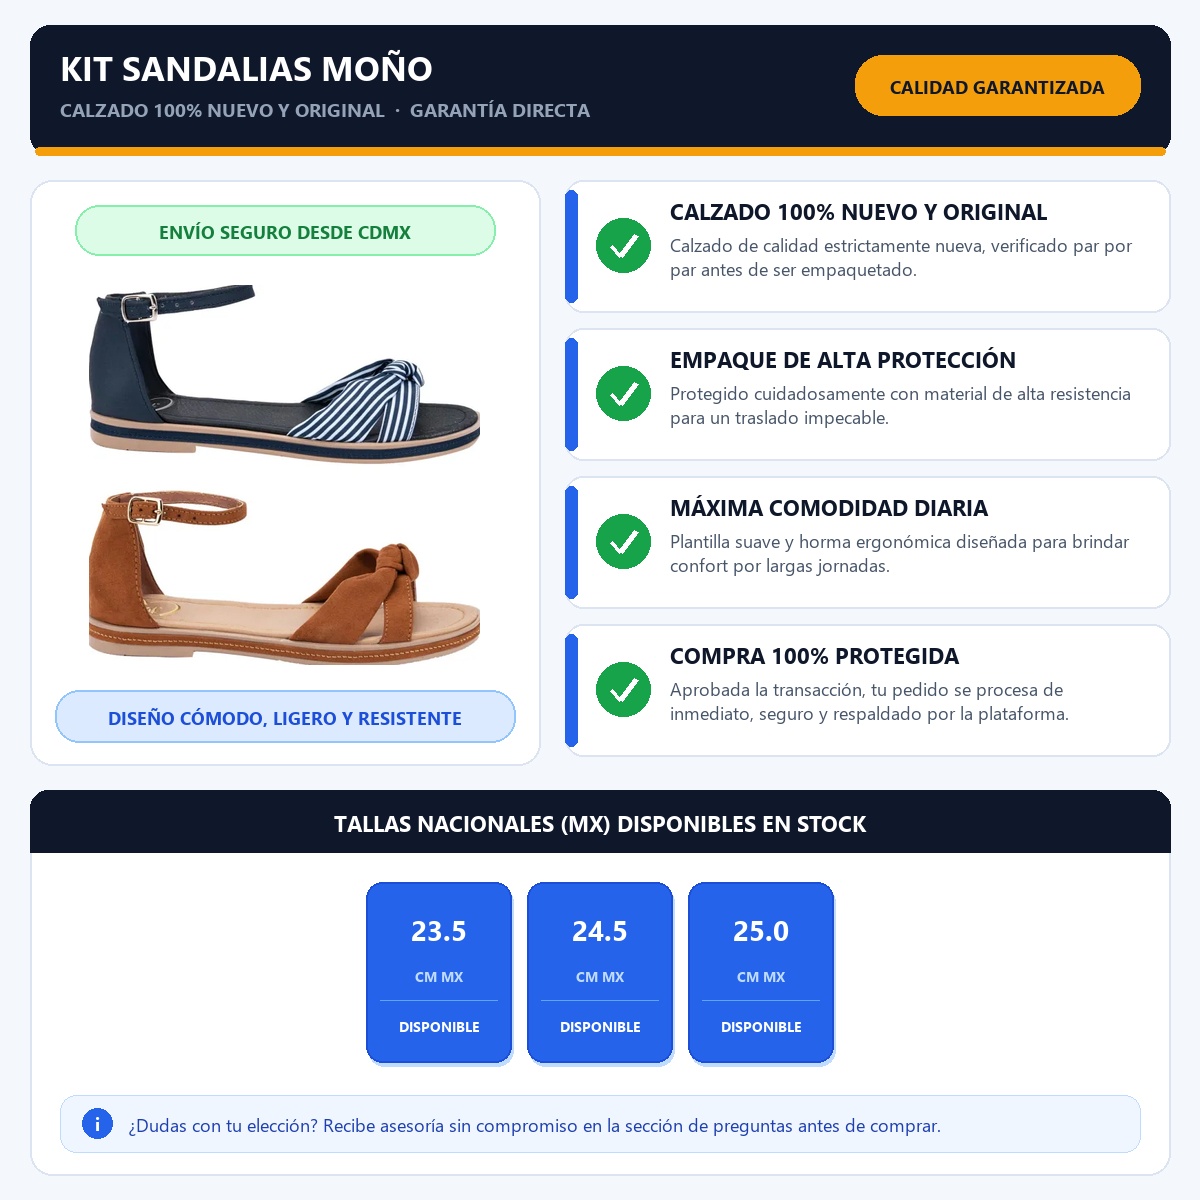 KIT SANDALIAS MOÑO
CALZADO 100% NUEVO Y ORIGINAL · GARANTÍA DIRECTA
CALIDAD GARANTIZADA
ENVÍO SEGURO DESDE CDMX
DISEÑO CÓMODO, LIGERO Y RESISTENTE
CALZADO 100% NUEVO Y ORIGINAL
Calzado de calidad estrictamente nueva, verificado par por
par antes de ser empaquetado.
EMPAQUE DE ALTA PROTECCIÓN
Protegido cuidadosamente con material de alta resistencia
para un traslado impecable.
MÁXIMA COMODIDAD DIARIA
Plantilla suave y horma ergonómica diseñada para brindar
confort por largas jornadas.
COMPRA 100% PROTEGIDA
Aprobada la transacción, tu pedido se procesa de
inmediato, seguro y respaldado por la plataforma.
TALLAS NACIONALES (MX) DISPONIBLES EN STOCK
23.5
CM MX
DISPONIBLE
24.5
CM MX
DISPONIBLE
25.0
CM MX
DISPONIBLE
¿Dudas con tu elección? Recibe asesoría sin compromiso en la sección de preguntas antes de comprar.